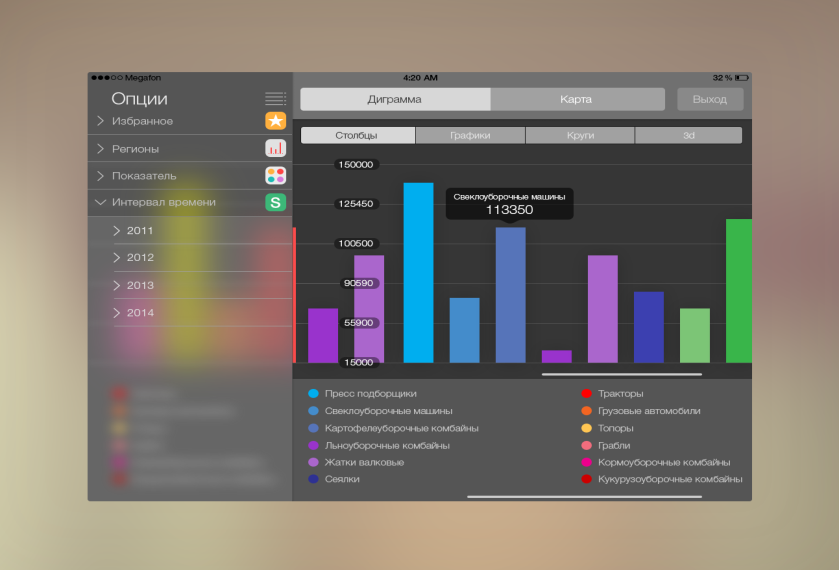 Megafon
4:20 AM
32 %
Опции
Диграмма
Карта
Выход
Избранное
Регионы
Показатель
Интервал времени
S
2011
2012
2013
2014
Столбцы
Графики
Круги
3d
150000
125450
100500
90590
55900
15000
Свеклоуборочные машины
113350
Пресс подборщики
Свеклоуборочные машины
Картофелеуборочные комбайны
Льноуборочные комбайны
Жатки валковые
Сеялки
Тракторы
Грузовые автомобили
Топоры
Грабли
Кормоуборочные комбайны
Кукурузоуборочные комбайны